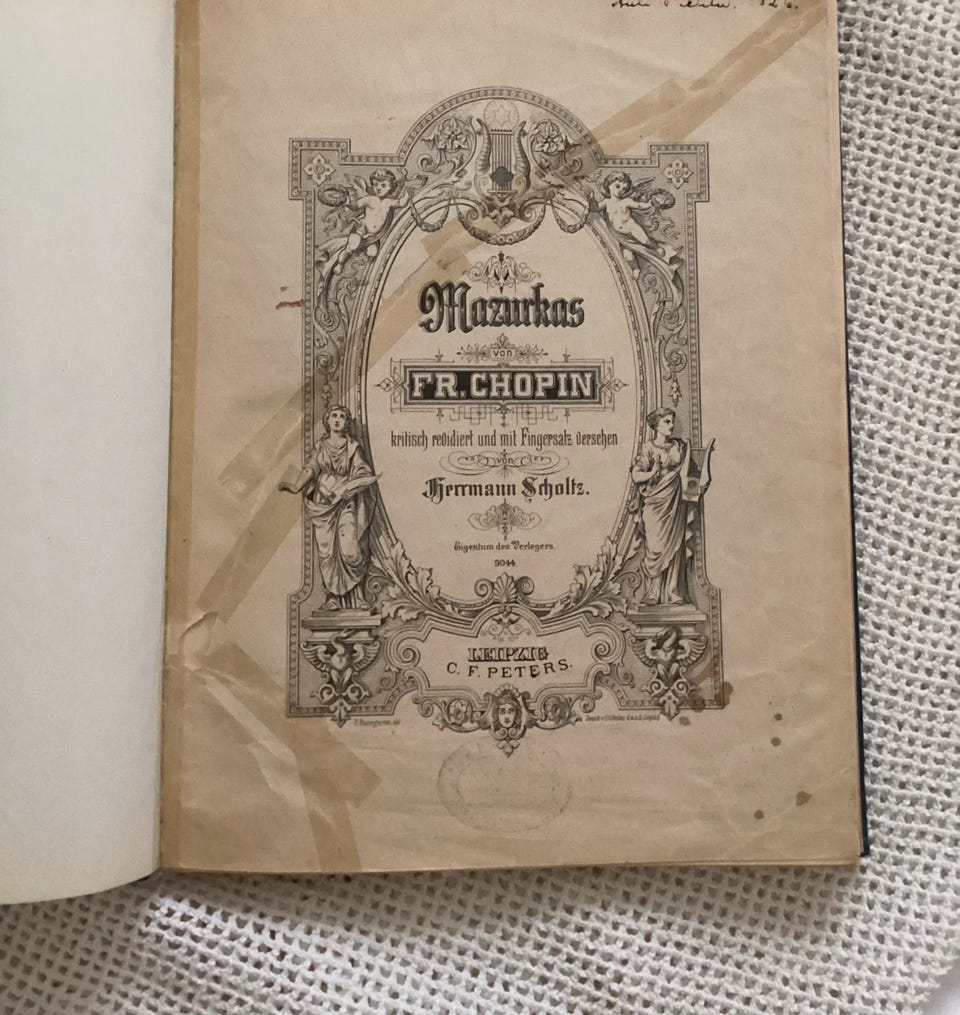 Mazurkas
von
FR. CHOPIN
kritisch revidiert und mit Fingersatz versehen
von
Herrmann Scholtz.
Eigentum des Verlegers.
9044.
LEIPZIG
C. F. PETERS.